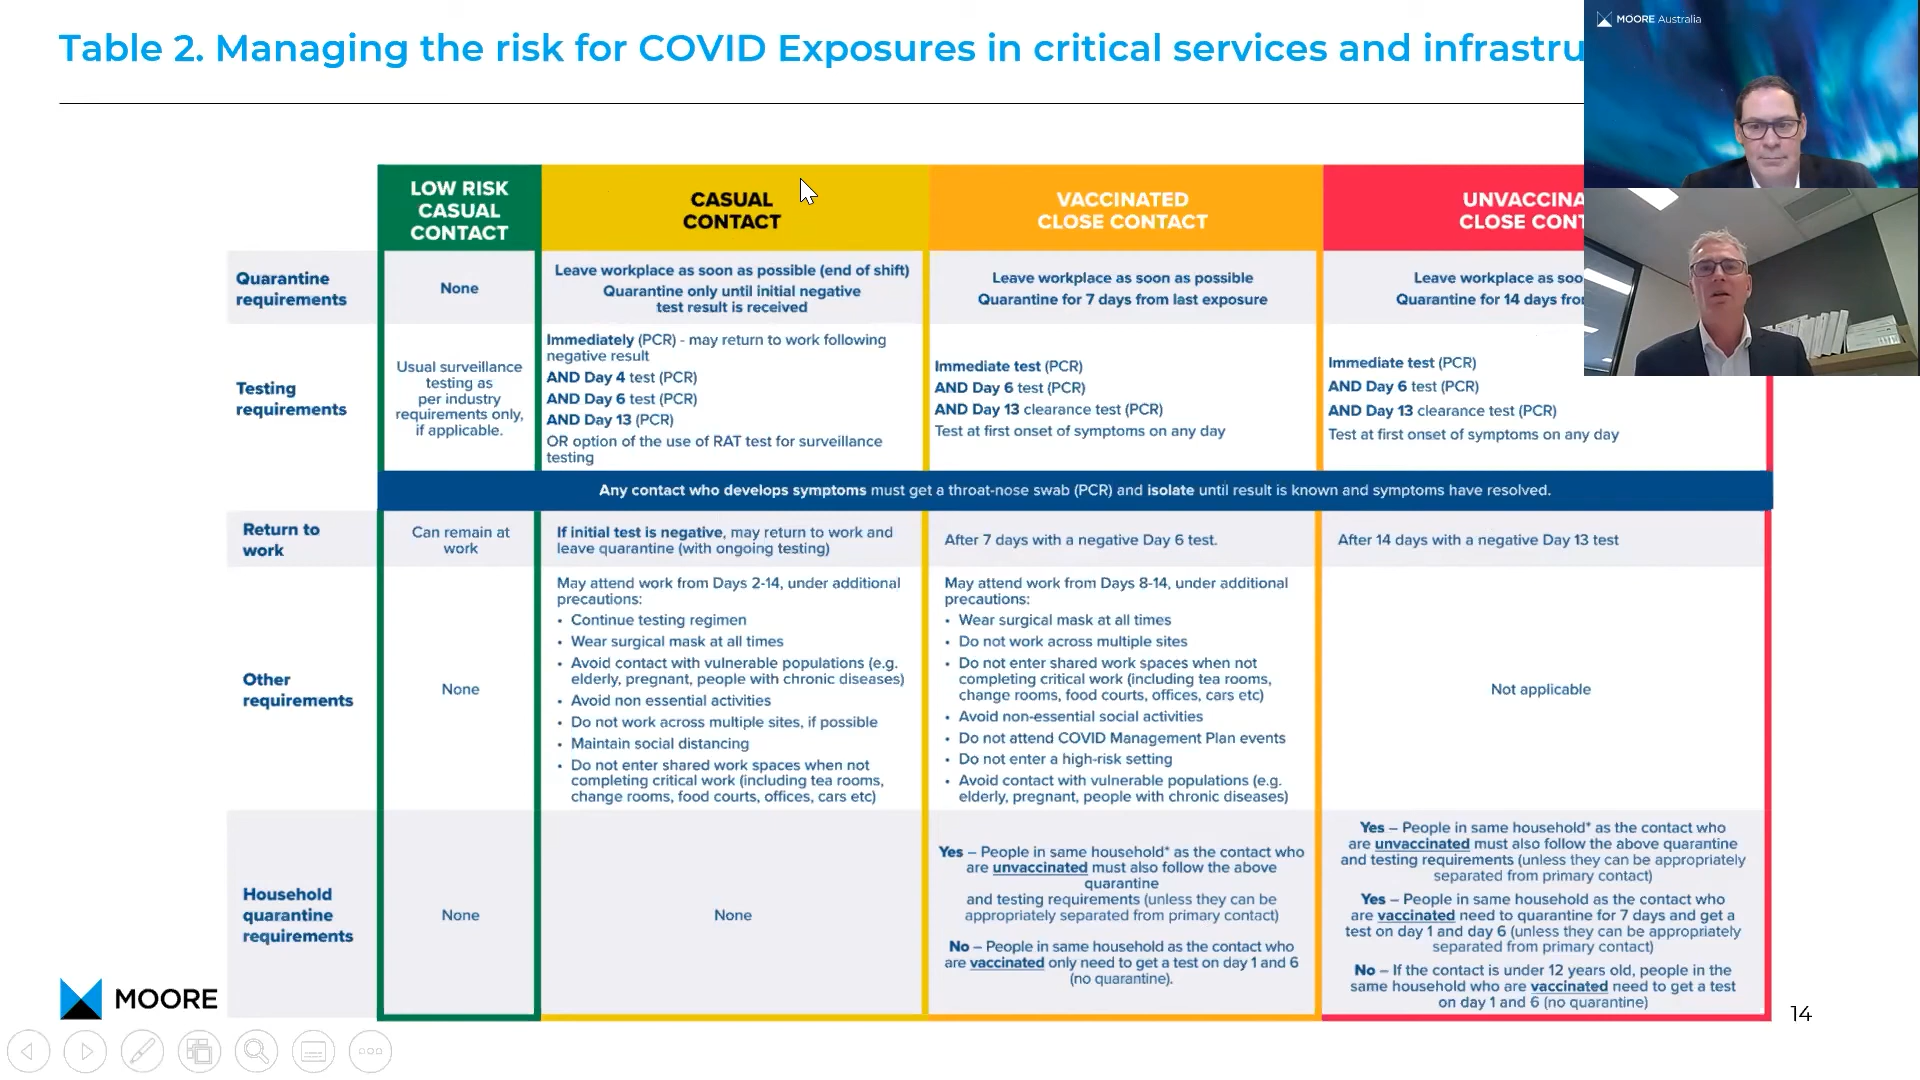 Table 2. Managing the risk for COVID Exposures in critical services and
MOORE Australia
LOW RISK
CASUAL
CONTACT
CASUAL
CONTACT
VACCINATED
CLOSE CONTACT
CLOSE
Quarantine
requirements
None
Leave workplace as soon as possible (end of shift)
Quarantine only until initial negative
test result is received
Leave workplace as soon as possible
Quarantine for 7 days from last exposure
Leave workplace as
Quarantine for 14 days
Testing
requirements
Usual surveillance
testing as
per industry
requirements only,
if applicable.
Immediately (PCR) - may return to work following
negative result
AND Day 4 test (PCR)
AND Day 6 test (PCR)
AND Day 13 (PCR)
OR option of the use of RAT test for surveillance
testing
Immediate test (PCR)
AND Day 6 test (PCR)
AND Day 13 clearance test (PCR)
Test at first onset of symptoms on any day
Immediate test (PCR)
AND Day 6 test (PCR)
AND Day 13 clearance test (PCR)
Test at first onset of symptoms on any day
Any contact who develops symptoms must get a throat-nose swab (PCR) and isolate until result is known and symptoms have resolved.
Return to
work
Can remain at
work
If initial test is negative, may return to work and
leave quarantine (with ongoing testing)
After 7 days with a negative Day 6 test.
After 14 days with a negative Day 13 test
Other
requirements
None
May attend work from Days 2-14, under additional
precautions:
• Continue testing regimen
• Wear surgical mask at all times
• Avoid contact with vulnerable populations (e.g.
elderly, pregnant, people with chronic diseases)
• Avoid non essential activities
• Do not work across multiple sites, if possible
• Maintain social distancing
• Do not enter shared work spaces when not
completing critical work (including tea rooms,
change rooms, food courts, offices, cars etc)
May attend work from Days 8-14, under additional
precautions:
• Wear surgical mask at all times
• Do not work across multiple sites
• Do not enter shared work spaces when not
completing critical work (including tea rooms,
change rooms, food courts, offices, cars etc)
• Avoid non-essential social activities
• Do not attend COVID Management Plan events
• Do not enter a high-risk setting
• Avoid contact with vulnerable populations (e.g.
elderly, pregnant, people with chronic diseases)
Not applicable
Household
quarantine
requirements
None
None
Yes – People in same household* as the contact who
are unvaccinated must also follow the above
quarantine
and testing requirements (unless they can be
appropriately separated from primary contact)
No – People in same household as the contact who
are vaccinated only need to get a test on day 1 and 6
(no quarantine).
Yes – People in same household* as the contact who
are unvaccinated must also follow the above quarantine
and testing requirements (unless they can be appropriately
separated from primary contact)
Yes – People in same household as the contact who
are vaccinated need to quarantine for 7 days and get a
test on day 1 and day 6 (unless they can be appropriately
separated from primary contact)
No – If the contact is under 12 years old, people in the
same household who are vaccinated need to get a test
on day 1 and 6 (no quarantine)
MOORE
14